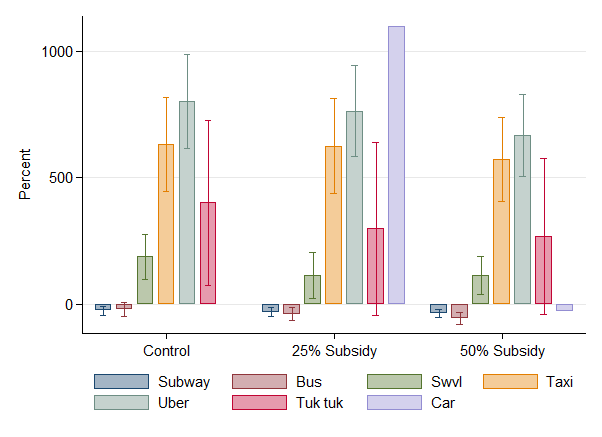 1000
500
0
Percent
Control 25% Subsidy 50% Subsidy
Subway Bus Swvl Taxi
Uber Tuk tuk Car